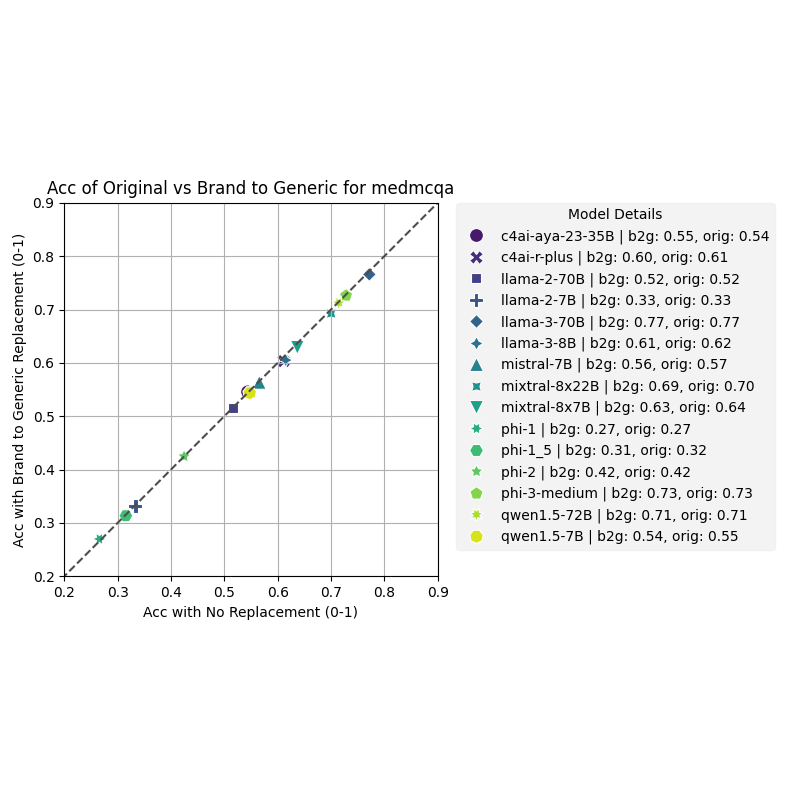 Acc of Original vs Brand to Generic for medmcqa
Acc with Brand to Generic Replacement (0-1)
0.9
0.8
0.7
0.6
0.5
0.4
0.3
0.2
0.2 0.3 0.4 0.5 0.6 0.7 0.8 0.9
Acc with No Replacement (0-1)
Model Details
c4ai-aya-23-35B | b2g: 0.55, orig: 0.54
c4ai-r-plus | b2g: 0.60, orig: 0.61
llama-2-70B | b2g: 0.52, orig: 0.52
llama-2-7B | b2g: 0.33, orig: 0.33
llama-3-70B | b2g: 0.77, orig: 0.77
llama-3-8B | b2g: 0.61, orig: 0.62
mistral-7B | b2g: 0.56, orig: 0.57
mixtral-8x22B | b2g: 0.69, orig: 0.70
mixtral-8x7B | b2g: 0.63, orig: 0.64
phi-1 | b2g: 0.27, orig: 0.27
phi-1_5 | b2g: 0.31, orig: 0.32
phi-2 | b2g: 0.42, orig: 0.42
phi-3-medium | b2g: 0.73, orig: 0.73
qwen1.5-72B | b2g: 0.71, orig: 0.71
qwen1.5-7B | b2g: 0.54, orig: 0.55